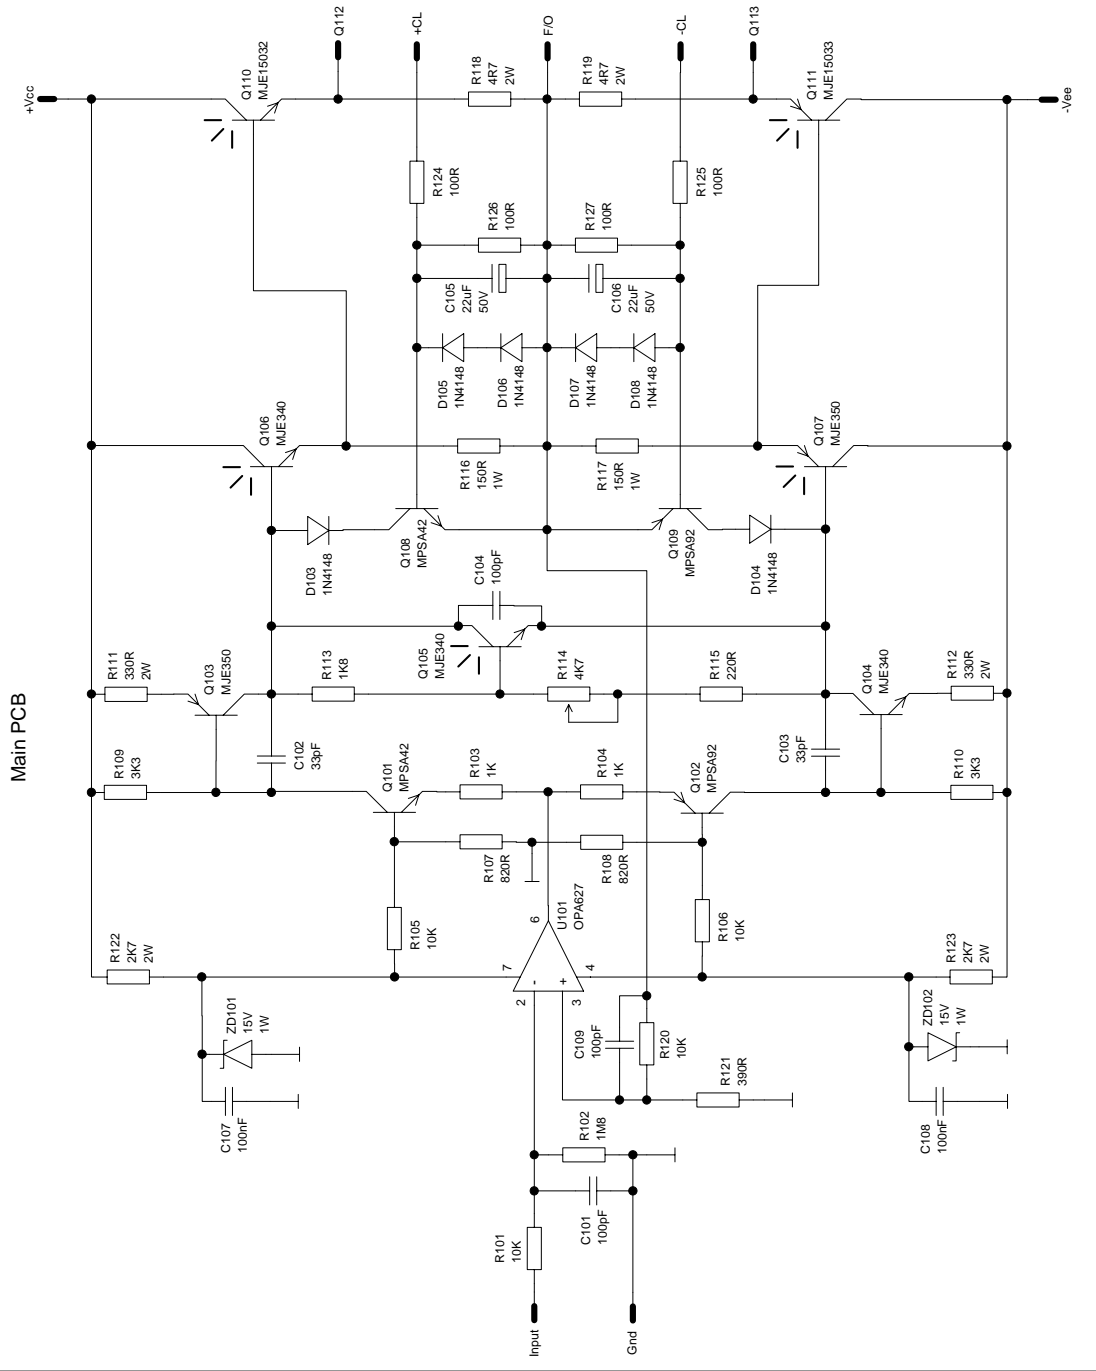 Main PCB
+Vcc
Q110
MJE15032
Q112
+CL
R118
4R7
2W
F/O
R119
4R7
2W
-CL
Q113
Q111
MJE15033
-Vee
R124
100R
R126
100R
R127
100R
R125
100R
C105
22uF
50V
C106
22uF
50V
D105
1N4148
D106
1N4148
D107
1N4148
D108
1N4148
Q106
MJE340
R116
150R
1W
R117
150R
1W
Q107
MJE350
D103
1N4148
Q108
MPSA42
C104
100pF
Q109
MPSA92
D104
1N4148
R111
330R
2W
Q103
MJE350
R113
1K8
Q105
MJE340
R114
4K7
R115
220R
Q104
MJE340
R112
330R
2W
R109
3K3
C102
33pF
Q101
MPSA42
R103
1K
R104
1K
Q102
MPSA92
C103
33pF
R110
3K3
R107
820R
R108
820R
R105
10K
U101
OPA627
R106
10K
R122
2K7
2W
7
6
4
2
-
+
3
R123
2K7
2W
ZD101
15V
1W
C109
100pF
R120
10K
ZD102
15V
1W
C107
100nF
R121
390R
C108
100nF
R102
1M8
C101
100pF
R101
10K
Input
Gnd